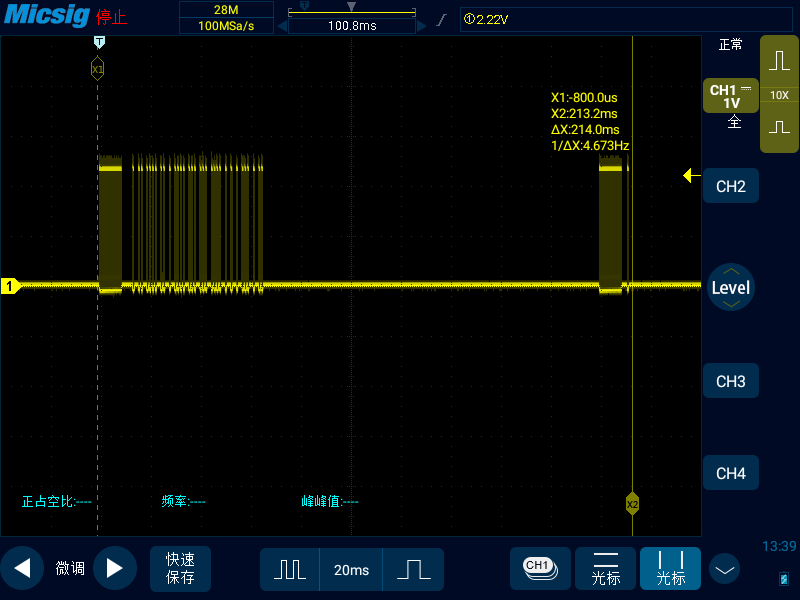 Micsig 停止
28M
100MSa/s
T
100.8ms
①2.22V
T
X1
正常
CH1
1V
全
10X
X1:-800.0us
X2:213.2ms
ΔX:214.0ms
1/ΔX:4.673Hz
CH2
1
Level
CH3
CH4
正占空比:----
频率:----
峰峰值:----
X2
13:39
微调
快速
保存
20ms
CH1
光标
光标